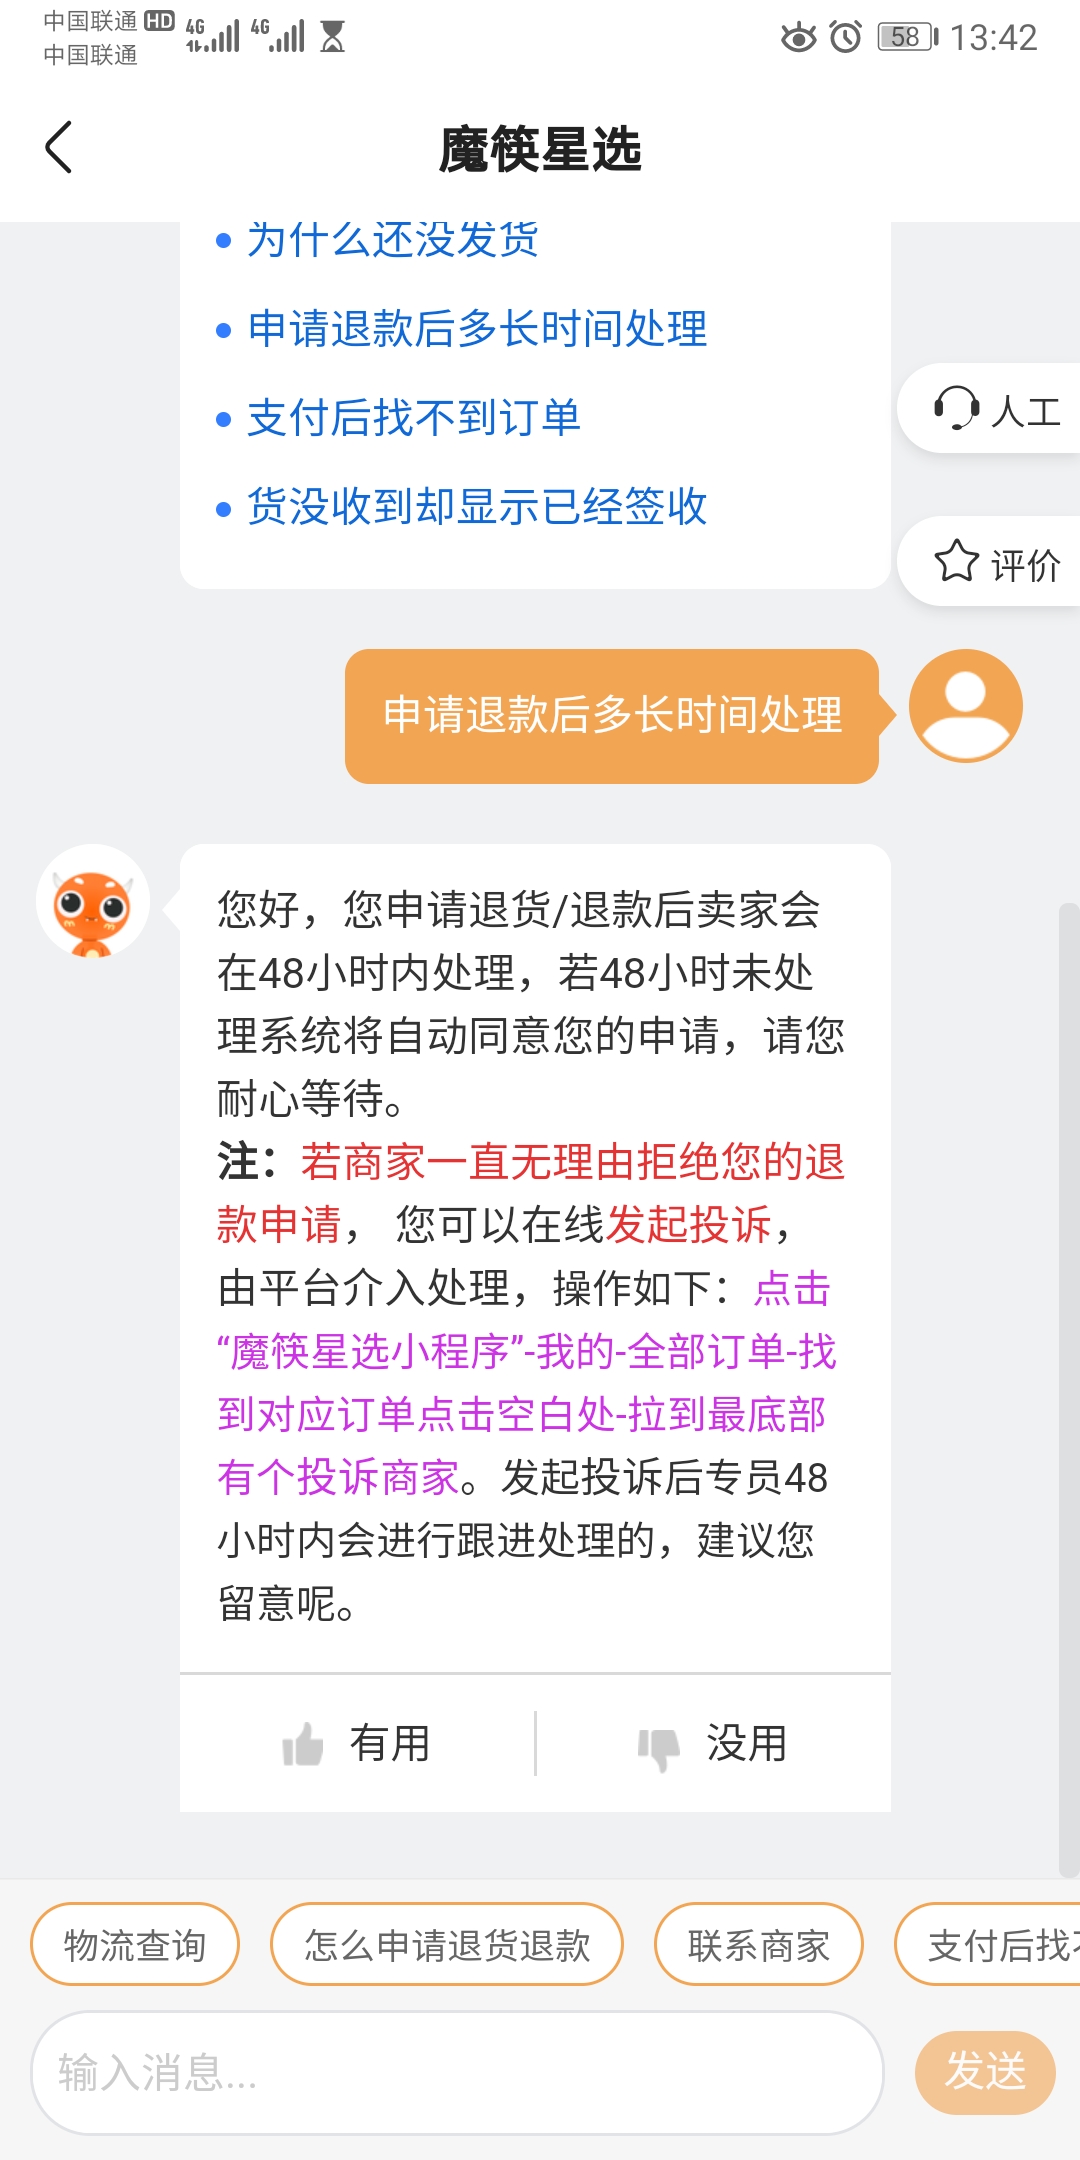 中国联通 HD 4G 4G 58 13:42
中国联通
魔筷星选
为什么还没发货
申请退款后多长时间处理
支付后找不到订单
货没收到却显示已经签收
人工
评价
申请退款后多长时间处理
您好，您申请退货/退款后卖家会
在48小时内处理，若48小时未处
理系统将自动同意您的申请，请您
耐心等待。
注：若商家一直无理由拒绝您的退
款申请， 您可以在线发起投诉，
由平台介入处理，操作如下：点击
“魔筷星选小程序”-我的-全部订单-找
到对应订单点击空白处-拉到最底部
有个投诉商家。发起投诉后专员48
小时内会进行跟进处理的，建议您
留意呢。
有用 没用
物流查询 怎么申请退货退款 联系商家 支付后找不
输入消息... 发送